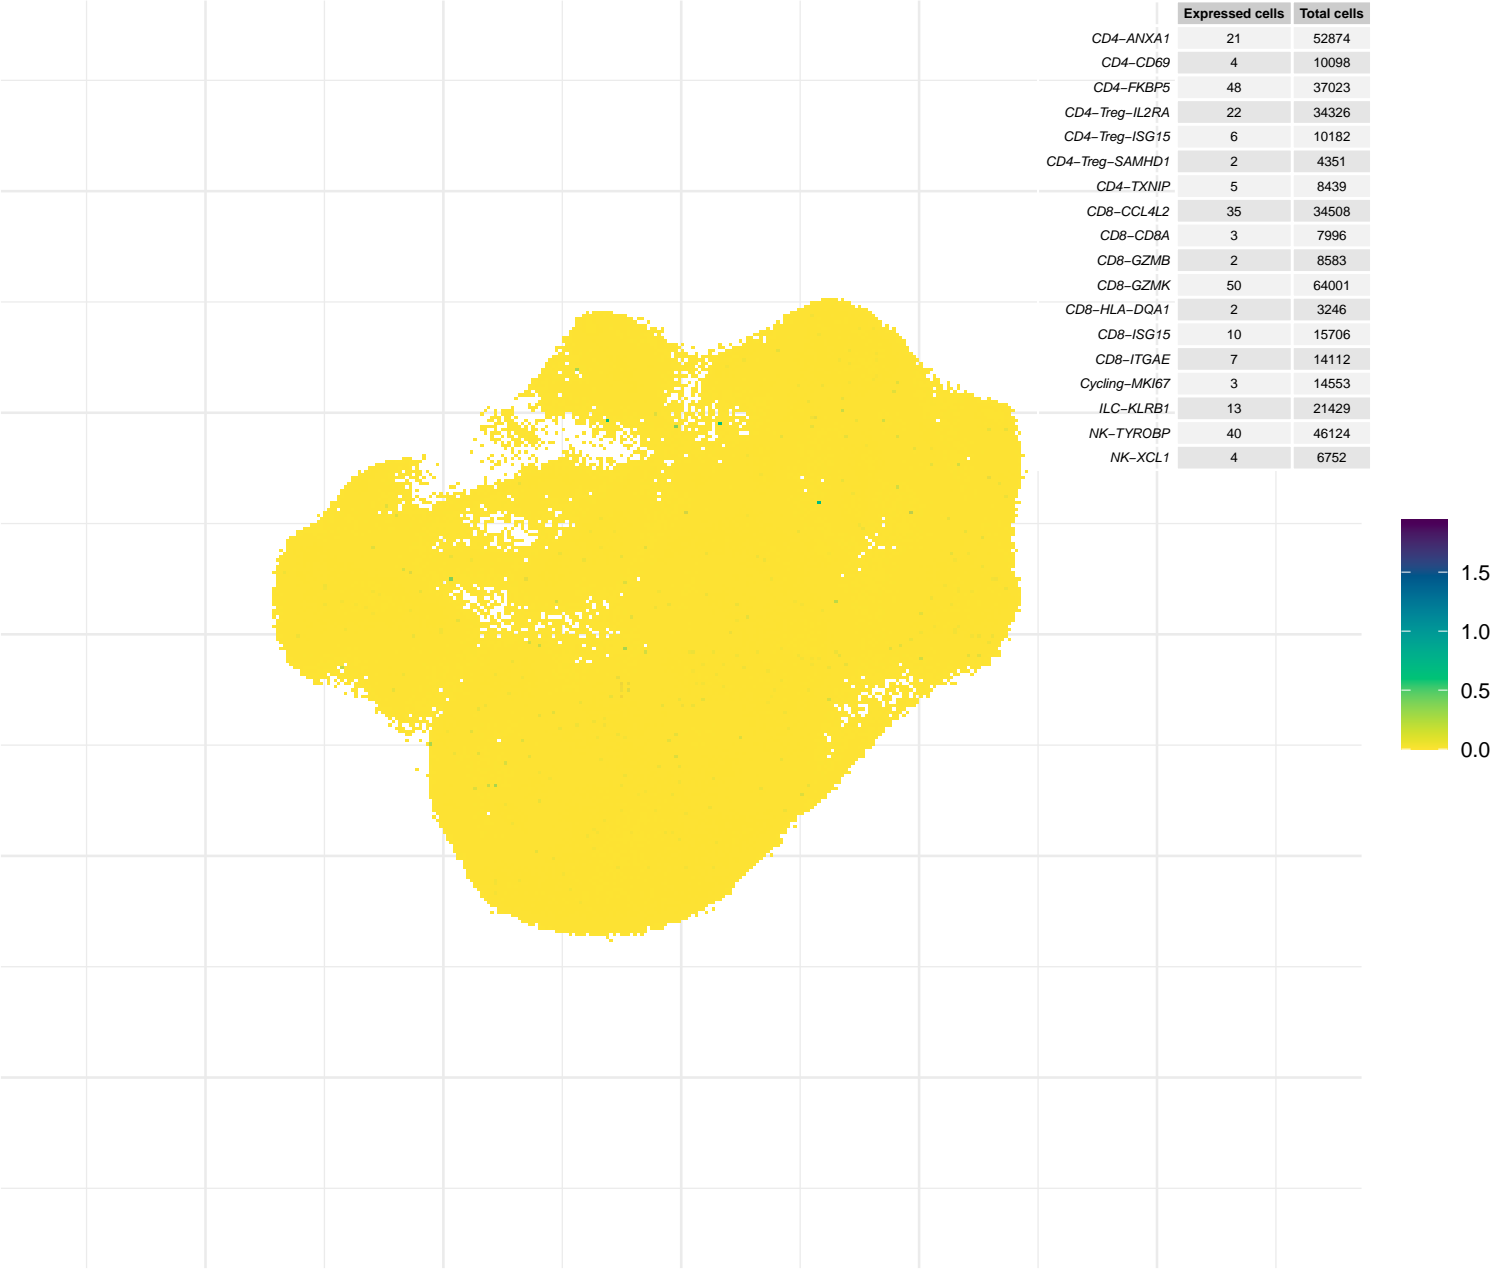 Expressed cells Total cells
CD4−ANXA1 21 52874
CD4−CD69 4 10098
CD4−FKBP5 48 37023
CD4−Treg−IL2RA 22 34326
CD4−Treg−ISG15 6 10182
CD4−Treg−SAMHD1 2 4351
CD4−TXNIP 5 8439
CD8−CCL4L2 35 34508
CD8−CD8A 3 7996
CD8−GZMB 2 8583
CD8−GZMK 50 64001
CD8−HLA−DQA1 2 3246
CD8−ISG15 10 15706
CD8−ITGAE 7 14112
Cycling−MKI67 3 14553
ILC−KLRB1 13 21429
NK−TYROBP 40 46124
NK−XCL1 4 6752
1.5
1.0
0.5
0.0